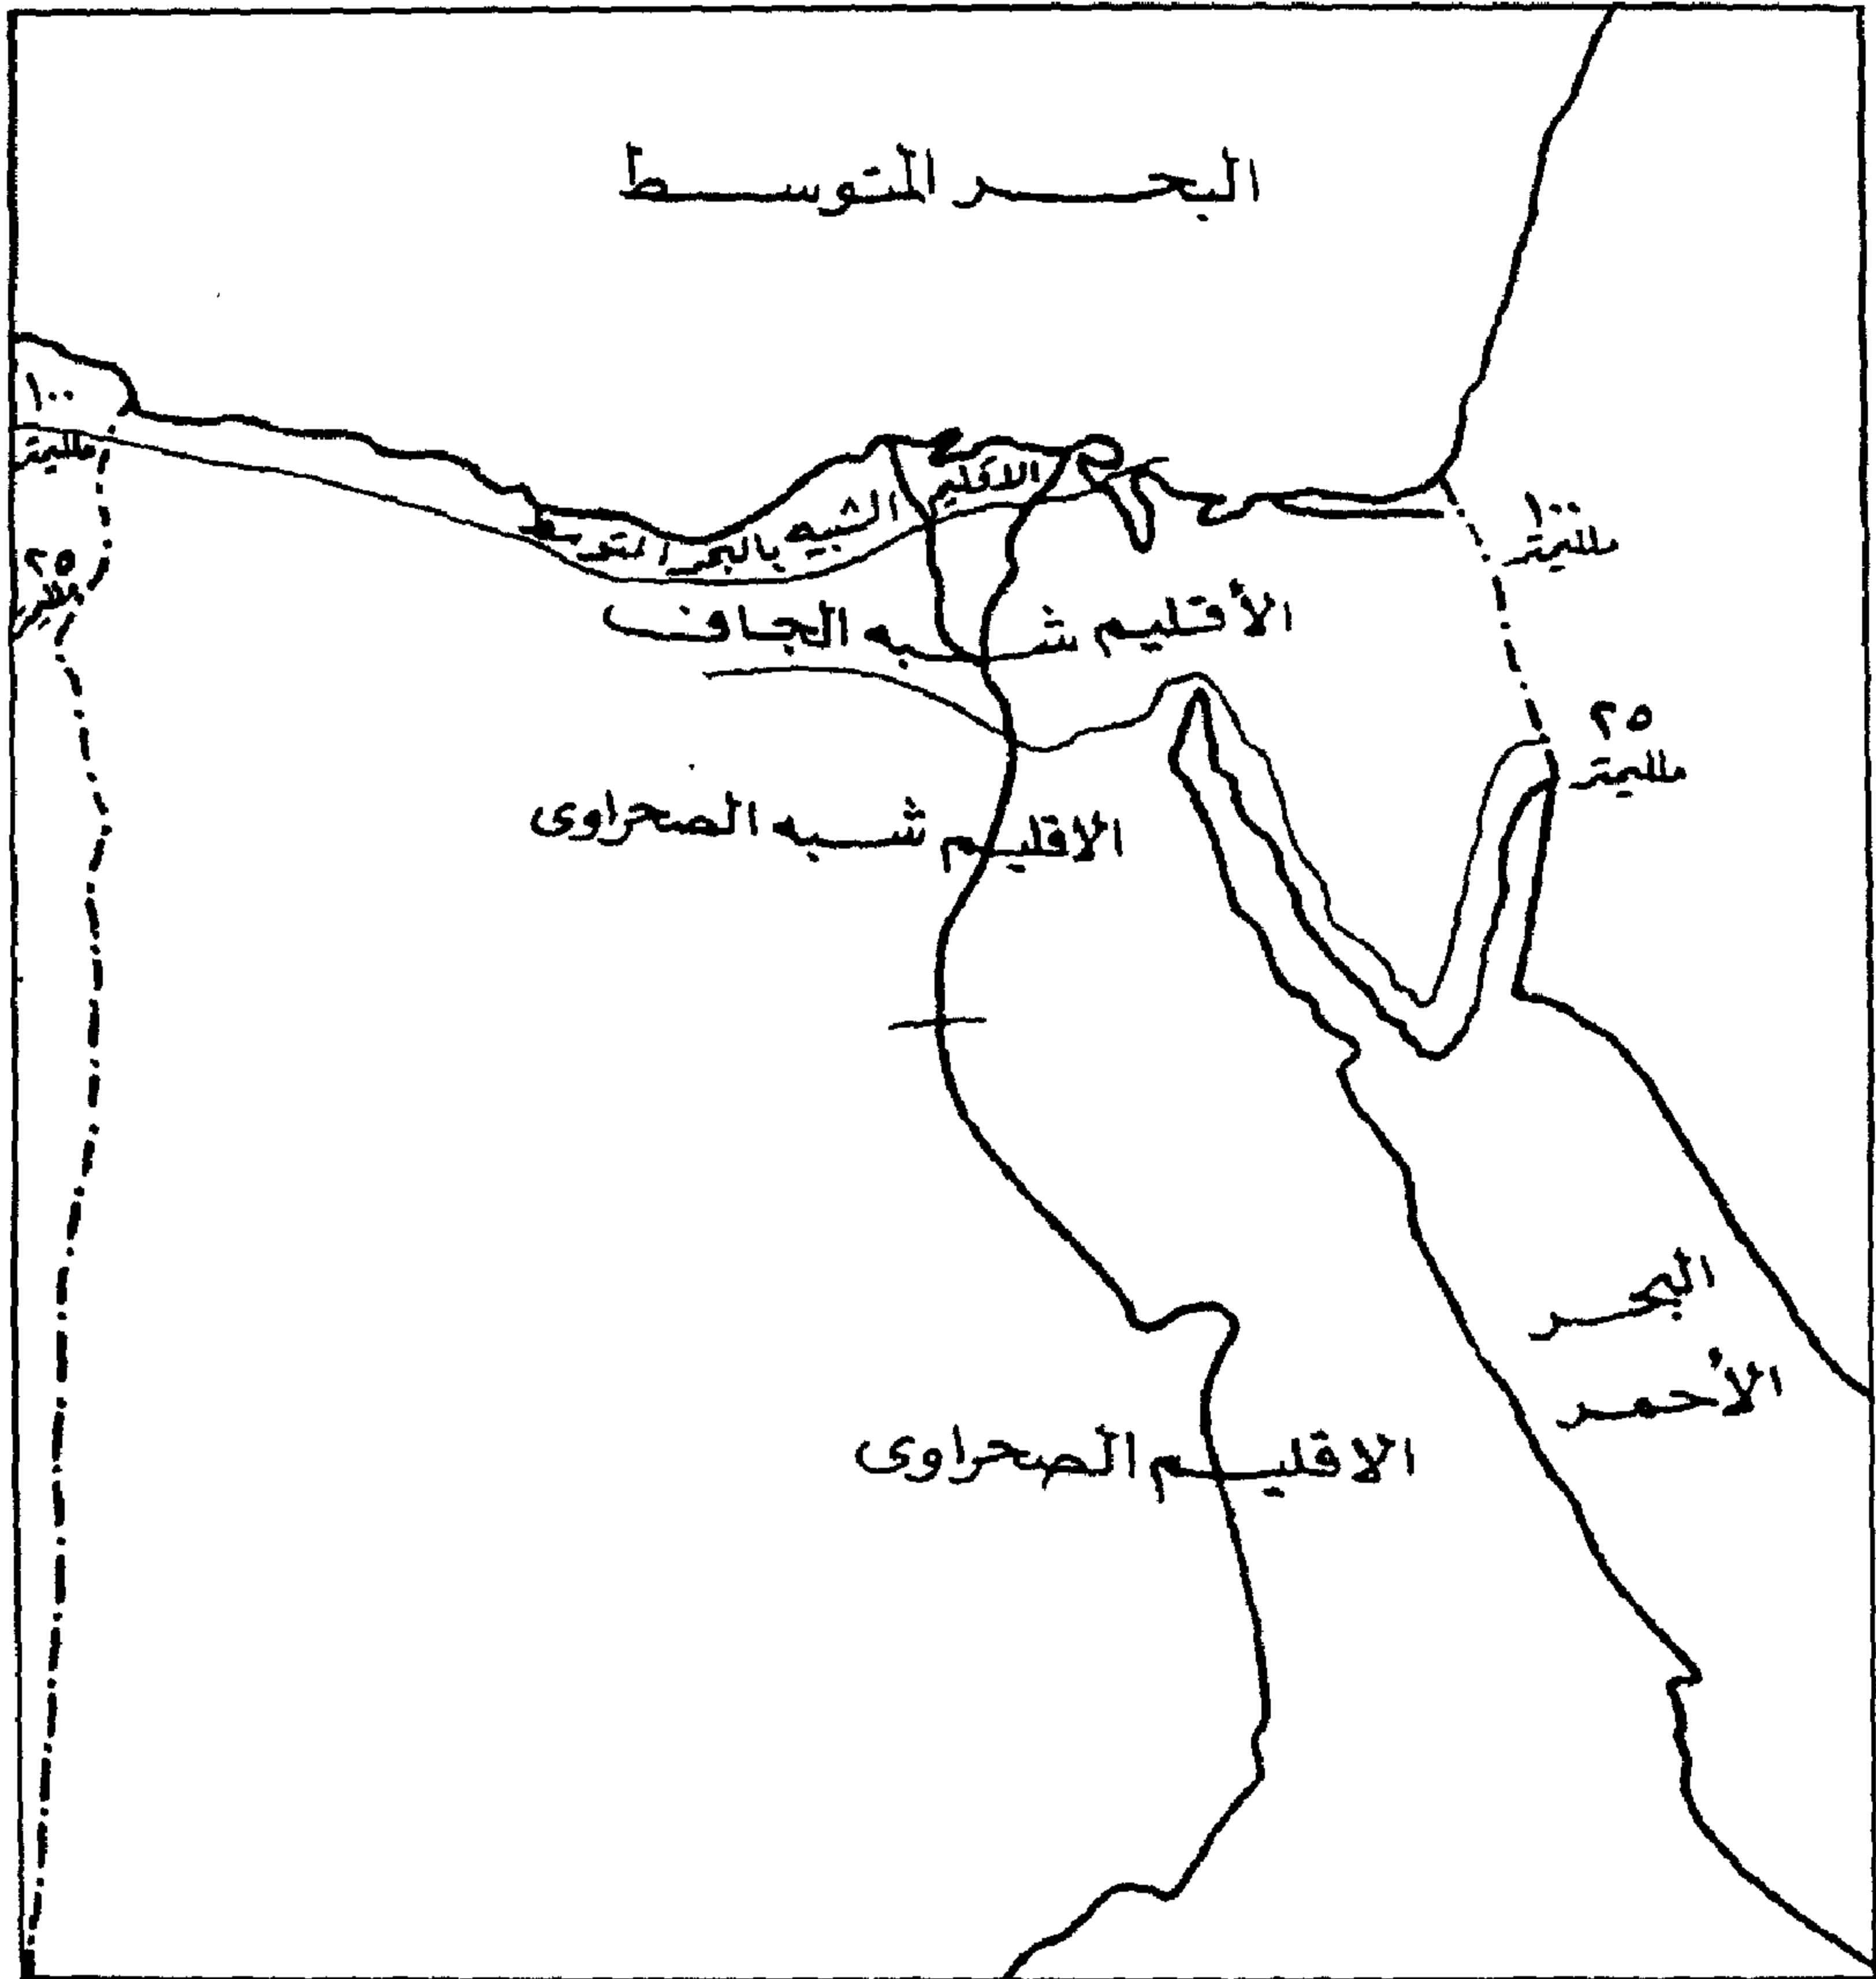 البحر المتوسط
١٠٠
ملليمتر
الاقليم
الشبيه بالبحر المتوسط
١٠٠
ملليمتر
٢٥
الأقليم شبه الجاف
٢٥
ملليمتر
الاقليم شبه الصحراوى
البحر
الأحمر
الاقليم الصحراوى